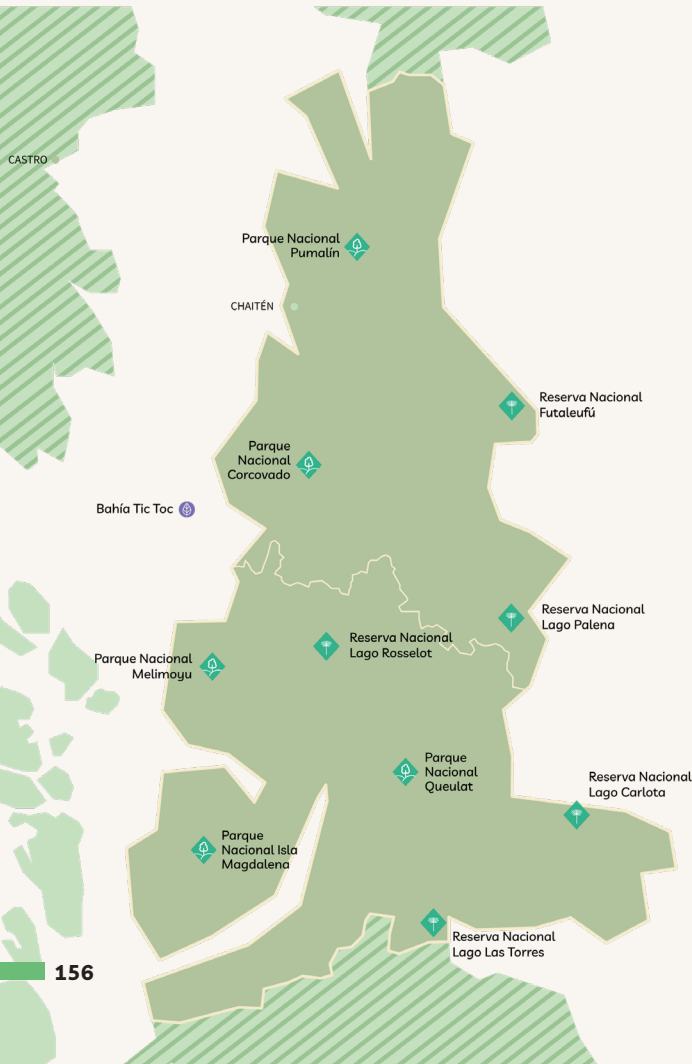 CASTRO
Parque Nacional
Pumalín
CHAITÉN
Reserva Nacional
Futaleufú
Parque
Nacional
Corcovado
Bahía Tic Toc
Reserva Nacional
Lago Palena
Reserva Nacional
Lago Rosselot
Parque Nacional
Melimoyu
Parque
Nacional
Queulat
Reserva Nacional
Lago Carlota
Parque
Nacional Isla
Magdalena
Reserva Nacional
Lago Las Torres
156